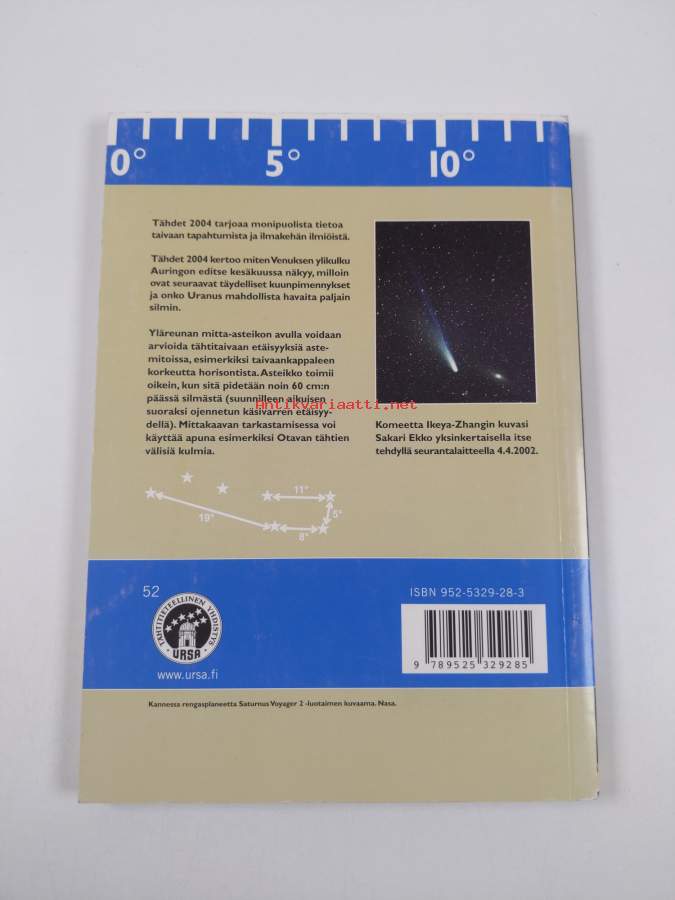 0° 5° 10°
Tähdet 2004 tarjoaa monipuolista tietoa
taivaan tapahtumista ja ilmakehän ilmiöistä.
Tähdet 2004 kertoo miten Venuksen ylikulku
Auringon editse kesäkuussa näkyy, milloin
ovat seuraavat täydelliset kuunpimennykset
ja onko Uranus mahdollista havaita paljain
silmin.
Yläreunan mitta-asteikon avulla voidaan
arvioida tähtitaivaan etäisyyksiä aste-
mitoissa, esimerkiksi taivaankappaleen
korkeutta horisontista. Asteikko toimii
oikein, kun sitä pidetään noin 60 cm:n
päässä silmästä (suunnilleen aikuisen
suoraksi ojennetun käsivarren etäisyy-
dellä). Mittakaavan tarkastamisessa voi
käyttää apuna esimerkiksi Otavan tähtien
välisiä kulmia.
Antikvariaatti.net
Komeetta Ikeya-Zhangin kuvasi
Sakari Ekko yksinkertaisella itse
tehdyllä seurantalaitteella 4.4.2002.
11°
19°
5°
8°
52
TÄHTITIETEELLINEN YHDISTYS
URSA
www.ursa.fi
ISBN 952-5329-28-3
9 789525 329285
Kannessa rengasplaneetta Saturnus Voyager 2 -luotaimen kuvaama. Nasa.